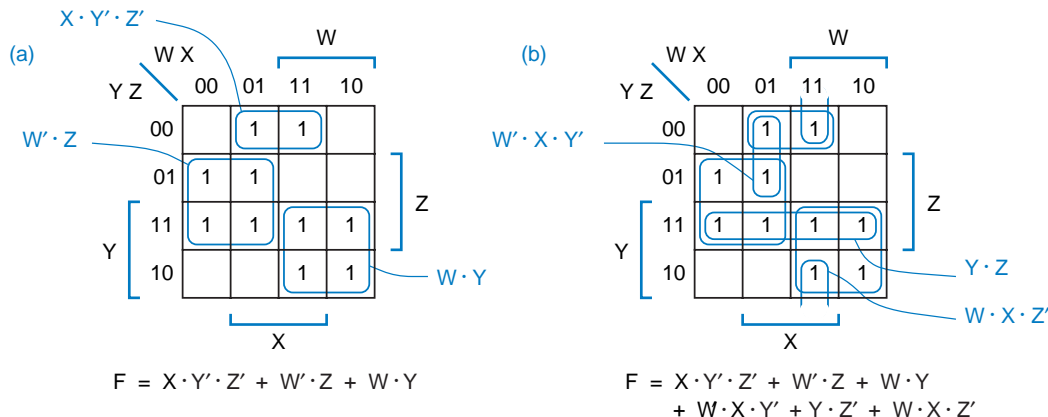 X · Y′ · Z′
(a)
W
W X
Y Z
00 01 11 10
00 1 1
W′ · Z
01 1 1
Z
11 1 1 1 1
Y
10 1 1
W · Y
X
F = X · Y′ · Z′ + W′ · Z + W · Y
(b)
W
W X
Y Z
00 01 11 10
00 1 1
W′ · X · Y′
01 1 1
Z
11 1 1 1 1
Y
Y · Z
10 1 1
W · X · Z′
X
F = X · Y′ · Z′ + W′ · Z + W · Y
+ W · X · Y′ + Y · Z′ + W · X · Z′